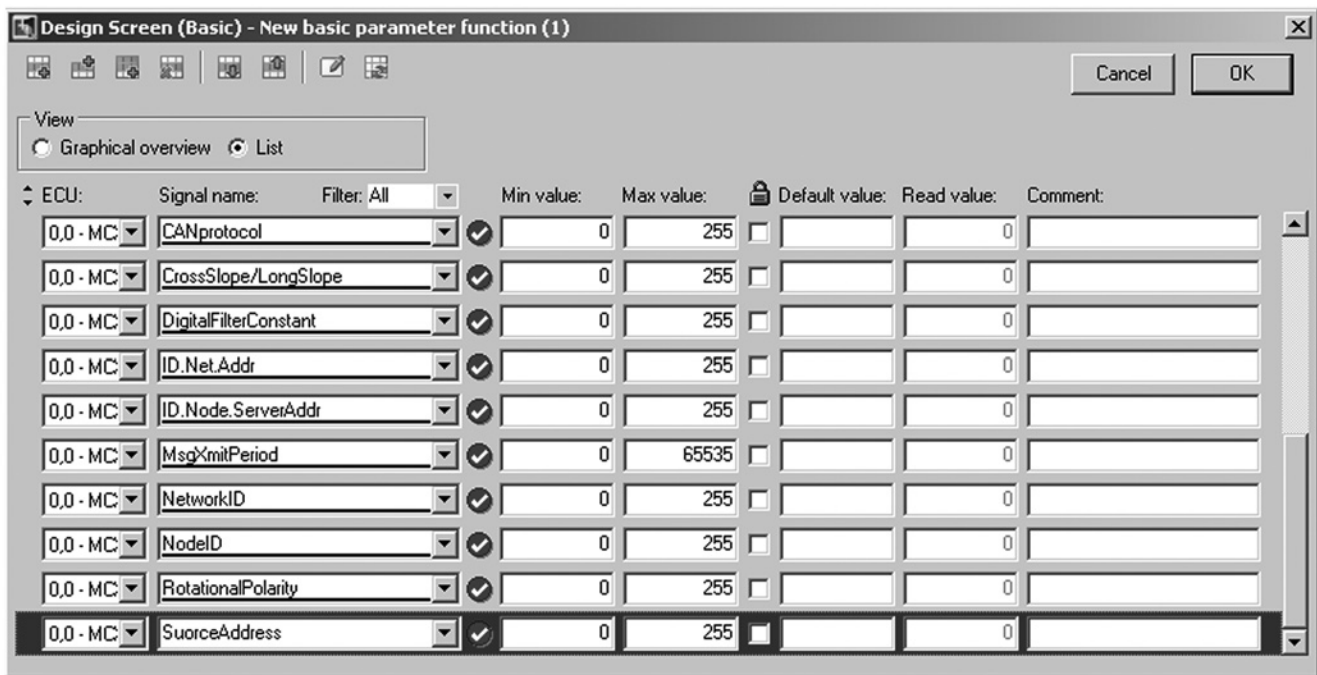 Design Screen (Basic) - New basic parameter function (1)
Cancel OK
View
Graphical overview List
ECU: Signal name: Filter: All Min value: Max value: Default value: Read value: Comment:
0,0 - MC CANprotocol 0 255 0
0,0 - MC CrossSlope/LongSlope 0 255 0
0,0 - MC DigitalFilterConstant 0 255 0
0,0 - MC ID.Net.Addr 0 255 0
0,0 - MC ID.Node.ServerAddr 0 255 0
0,0 - MC MsgXmitPeriod 0 65535 0
0,0 - MC NetworkID 0 255 0
0,0 - MC NodeID 0 255 0
0,0 - MC RotationalPolarity 0 255 0
0,0 - MC SuorceAddress 0 255 0